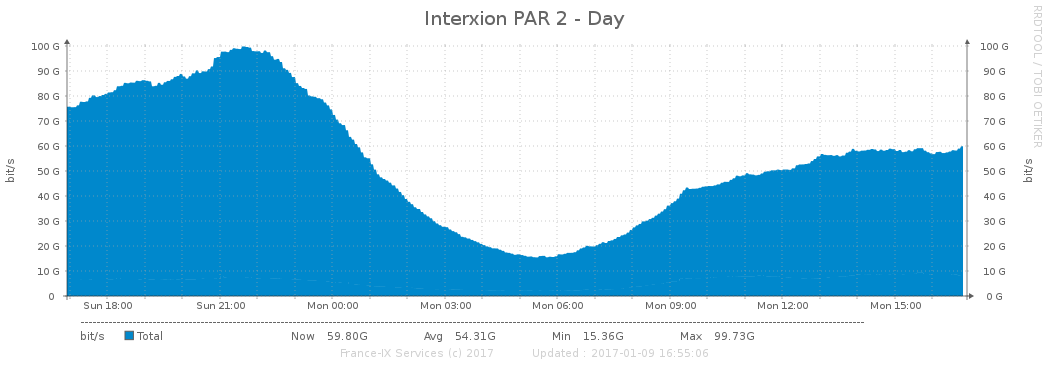 Interxion PAR 2 - Day
RRDTOOL / TOBI OETIKER
bit/s
100 G
90 G
80 G
70 G
60 G
50 G
40 G
30 G
20 G
10 G
0
100 G
90 G
80 G
70 G
60 G
50 G
40 G
30 G
20 G
10 G
0 G
bit/s
Sun 18:00 Sun 21:00 Mon 00:00 Mon 03:00 Mon 06:00 Mon 09:00 Mon 12:00 Mon 15:00
bit/s Total Now 59.80G Avg 54.31G Min 15.36G Max 99.73G
France-IX Services (c) 2017 Updated : 2017-01-09 16:55:06